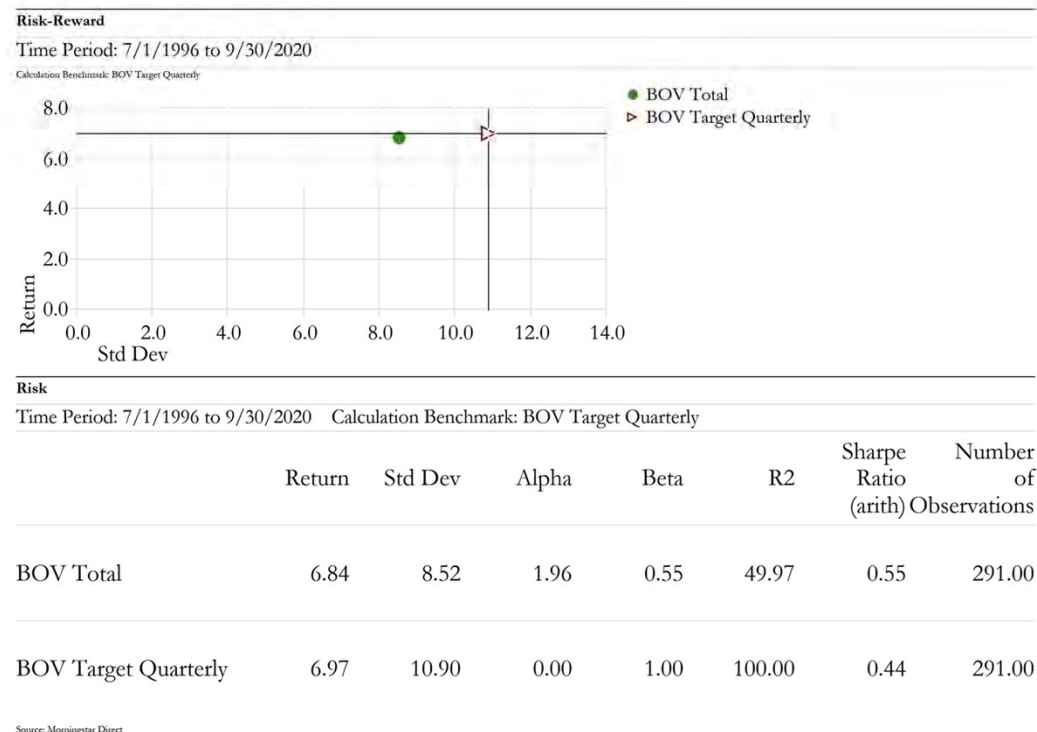 Risk-Reward
Time Period: 7/1/1996 to 9/30/2020
Calculation Benchmark: BOV Target Quarterly
BOV Total
BOV Target Quarterly
8.0
6.0
4.0
2.0
0.0
Return
0.0 2.0 4.0 6.0 8.0 10.0 12.0 14.0
Std Dev
Risk
Time Period: 7/1/1996 to 9/30/2020 Calculation Benchmark: BOV Target Quarterly
Return Std Dev Alpha Beta R2 Sharpe Ratio (arith) Number of Observations
BOV Total 6.84 8.52 1.96 0.55 49.97 0.55 291.00
BOV Target Quarterly 6.97 10.90 0.00 1.00 100.00 0.44 291.00
Source: Morningstar Direct